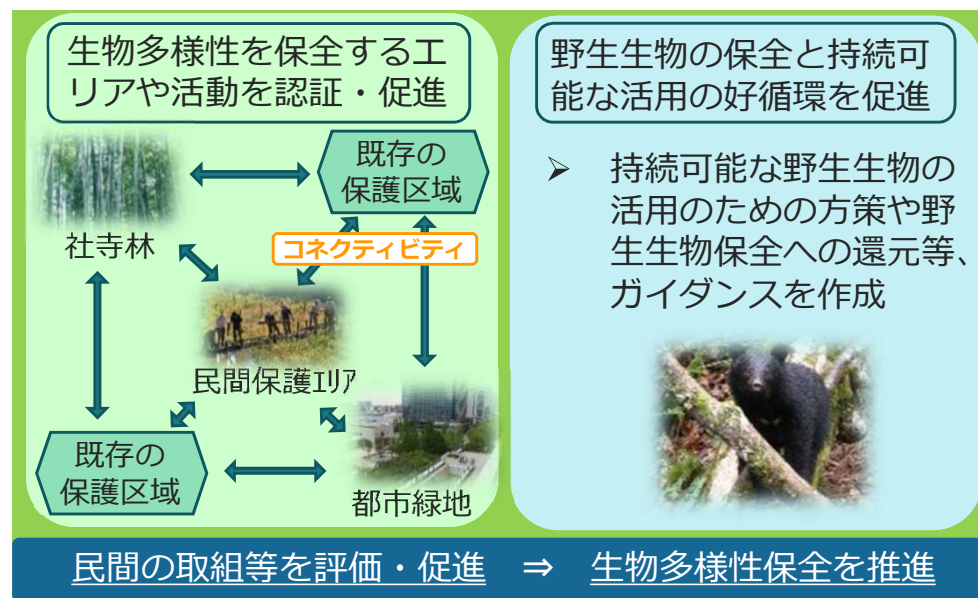 生物多様性を保全するエ
リアや活動を認証・促進
既存の
保護区域
社寺林
コネクティビティ
民間保護ｴﾘｱ
既存の
保護区域
都市緑地
野生生物の保全と持続可
能な活用の好循環を促進
➢ 持続可能な野生生物の
活用のための方策や野
生生物保全への還元等、
ガイダンスを作成
民間の取組等を評価・促進 ⇒ 生物多様性保全を推進